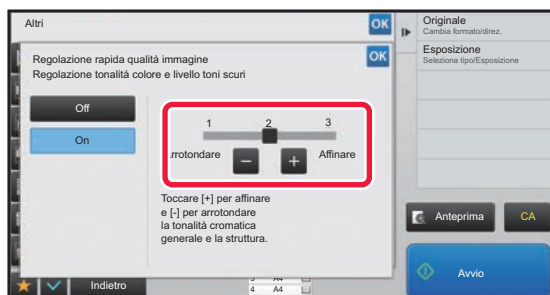 Altri
OK
Regolazione rapida qualità immagine
Regolazione tonalità colore e livello toni scuri
OK
Off
On
1 2 3
Affinare
Toccare [+] per affinare
e [-] per arrotondare
la tonalità cromatica
generale e la struttura.
Indietro
4 A4
Originale
Cambia formato/direz.
Esposizione
Seleziona tipo/Esposizione
Anteprima
CA
Avvio